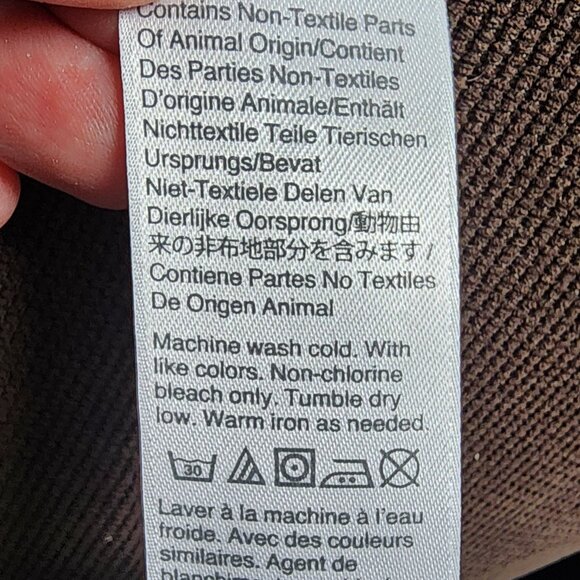 Contains Non-Textile Parts
Of Animal Origin/Contient
Des Parties Non-Textiles
D'origine Animale/Enthält
Nichttextile Teile Tierischen
Ursprungs/Bevat
Niet-Textiele Delen Van
Dierlijke Oorsprong/動物由
来の非布地部分を含みます /
Contiene Partes No Textiles
De Origen Animal
Machine wash cold. With
like colors. Non-chlorine
bleach only. Tumble dry
low. Warm iron as needed.
30
Laver à la machine à l'eau
froide. Avec des couleurs
similaires. Agent de